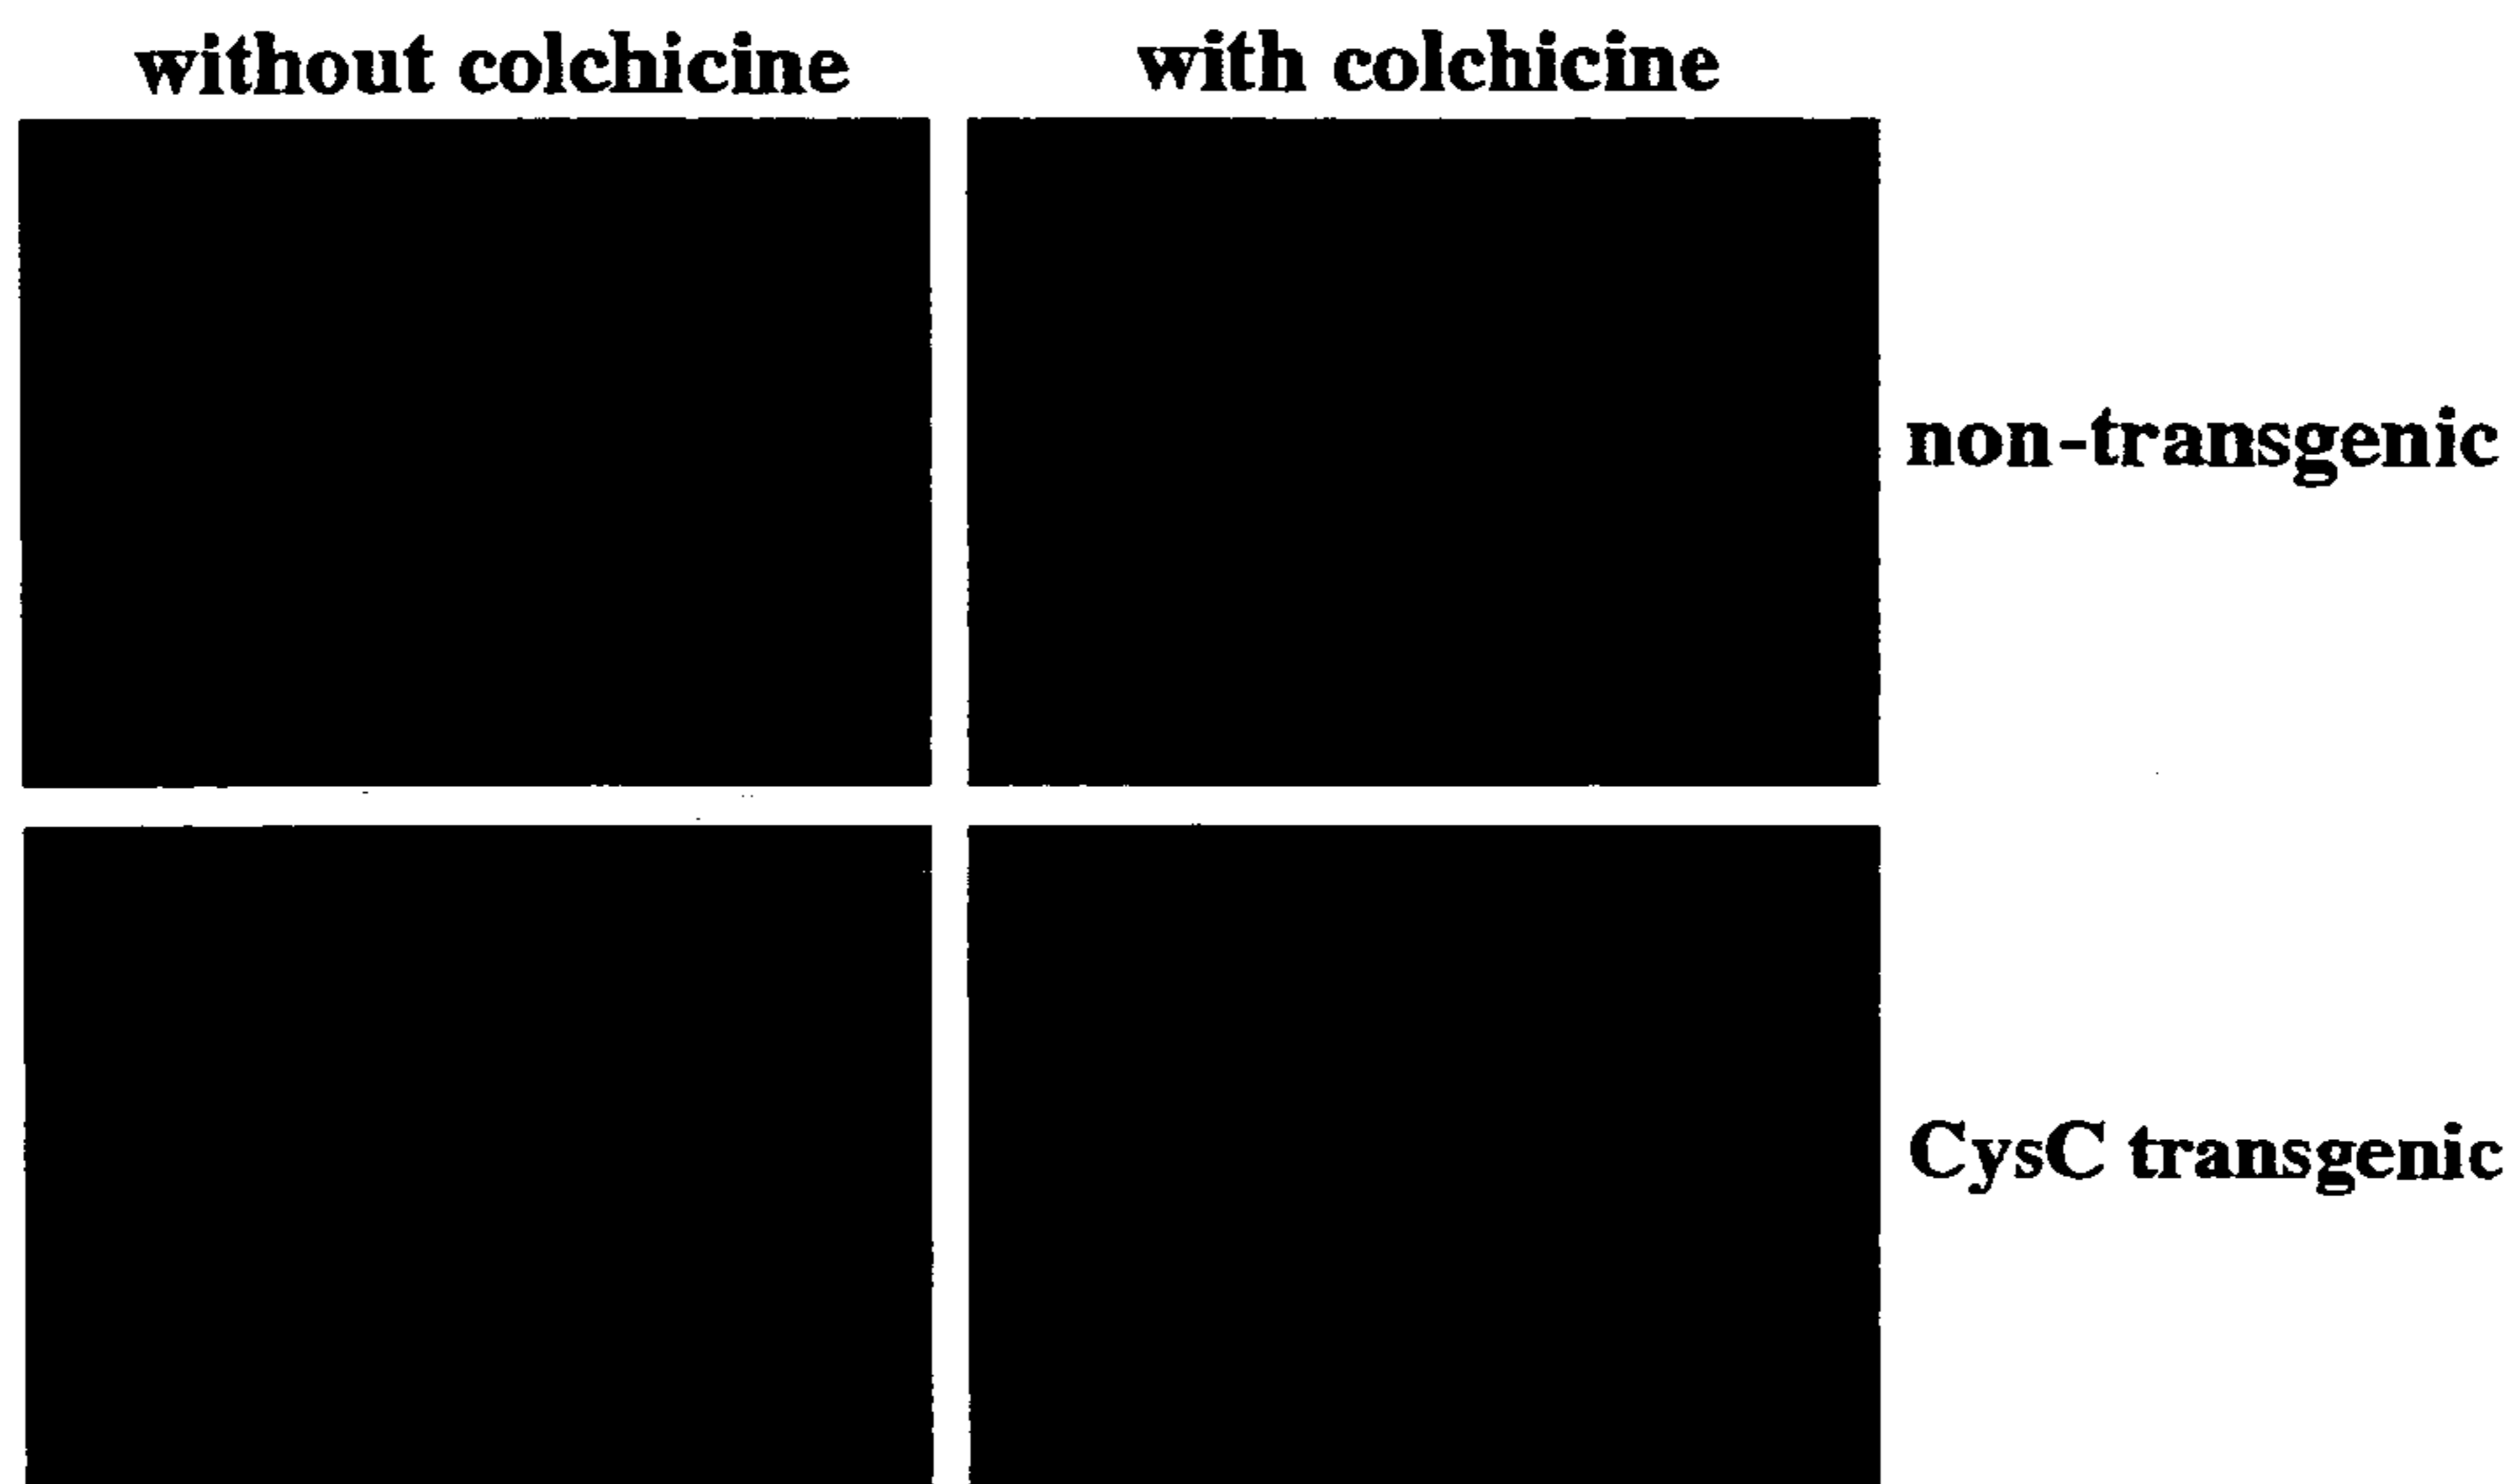 without colchicine
with colchicine
non-transgenic
CysC transgenic